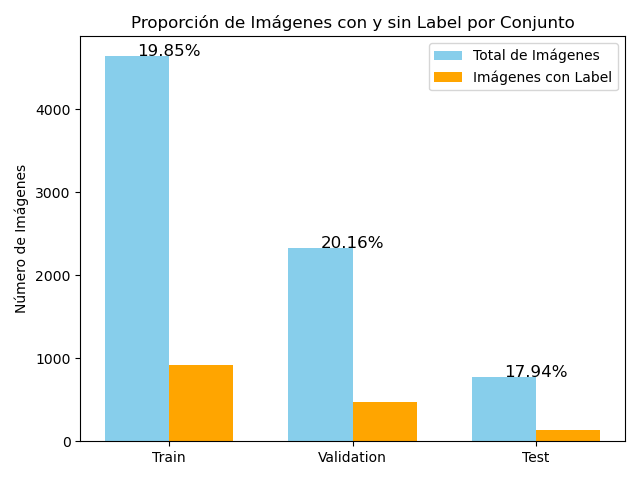 Proporción de Imágenes con y sin Label por Conjunto
19.85%
20.16%
17.94%
Total de Imágenes
Imágenes con Label
Número de Imágenes
4000
3000
2000
1000
0
Train
Validation
Test